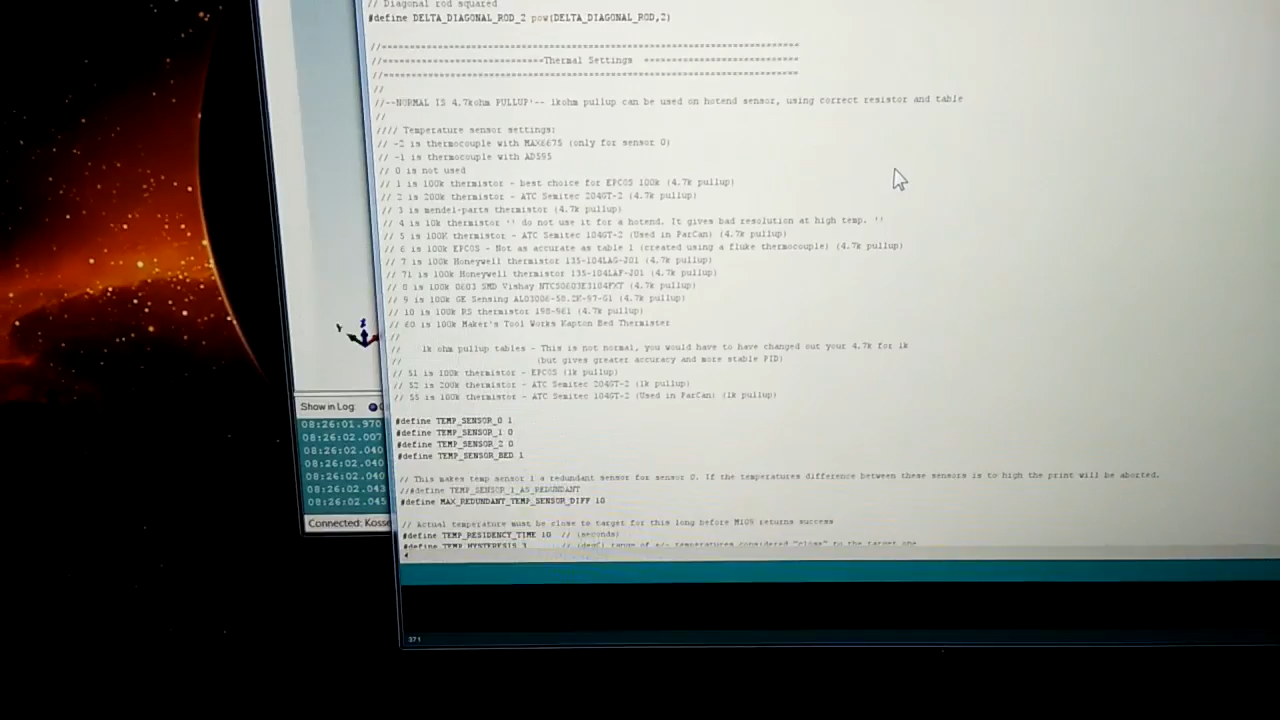 // Diagonal rod squared
#define DELTA_DIAGONAL_ROD_2 pow(DELTA_DIAGONAL_ROD,2)
//===========================================================================
//=============================Thermal Settings  ============================
//===========================================================================
//
//--NORMAL IS 4.7kohm PULLUP!-- 1kohm pullup can be used on hotend sensor, using correct resistor and table
//
//// Temperature sensor settings:
// -2 is thermocouple with MAX6675 (only for sensor 0)
// -1 is thermocouple with AD595
// 0 is not used
// 1 is 100k thermistor - best choice for EPCOS 100k (4.7k pullup)
// 2 is 200k thermistor - ATC Semitec 204GT-2 (4.7k pullup)
// 3 is mendel-parts thermistor (4.7k pullup)
// 4 is 10k thermistor !! do not use it for a hotend. It gives bad resolution at high temp. !!
// 5 is 100K thermistor - ATC Semitec 104GT-2 (Used in ParCan) (4.7k pullup)
// 6 is 100k EPCOS - Not as accurate as table 1 (created using a fluke thermocouple) (4.7k pullup)
// 7 is 100k Honeywell thermistor 135-104LAG-J01 (4.7k pullup)
// 71 is 100k Honeywell thermistor 135-104LAF-J01 (4.7k pullup)
// 8 is 100k 0603 SMD Vishay NTCS0603E3104FXT (4.7k pullup)
// 9 is 100k GE Sensing AL03006-58.2K-97-G1 (4.7k pullup)
// 10 is 100k RS thermistor 198-961 (4.7k pullup)
// 60 is 100k Maker's Tool Works Kapton Bed Thermister
//
//    1k ohm pullup tables - This is not normal, you would have to have changed out your 4.7k for 1k
//                          (but gives greater accuracy and more stable PID)
// 51 is 100k thermistor - EPCOS (1k pullup)
// 52 is 200k thermistor - ATC Semitec 204GT-2 (1k pullup)
// 55 is 100k thermistor - ATC Semitec 104GT-2 (Used in ParCan) (1k pullup)
#define TEMP_SENSOR_0 1
#define TEMP_SENSOR_1 0
#define TEMP_SENSOR_2 0
#define TEMP_SENSOR_BED 1
// This makes temp sensor 1 a redundant sensor for sensor 0. If the temperatures difference between these sensors is to high the print will be aborted.
//#define TEMP_SENSOR_1_AS_REDUNDANT
#define MAX_REDUNDANT_TEMP_SENSOR_DIFF 10
// Actual temperature must be close to target for this long before M109 returns success
#define TEMP_RESIDENCY_TIME 10  // (seconds)
#define TEMP_HYSTERESIS 3       // (degC) range of +/- temperatures considered "close" to the target one
371
Y
Z
Show in Log:
08:26:01.970
08:26:02.007
08:26:02.040
08:26:02.040
08:26:02.040
08:26:02.043
08:26:02.045
Connected: Kosse